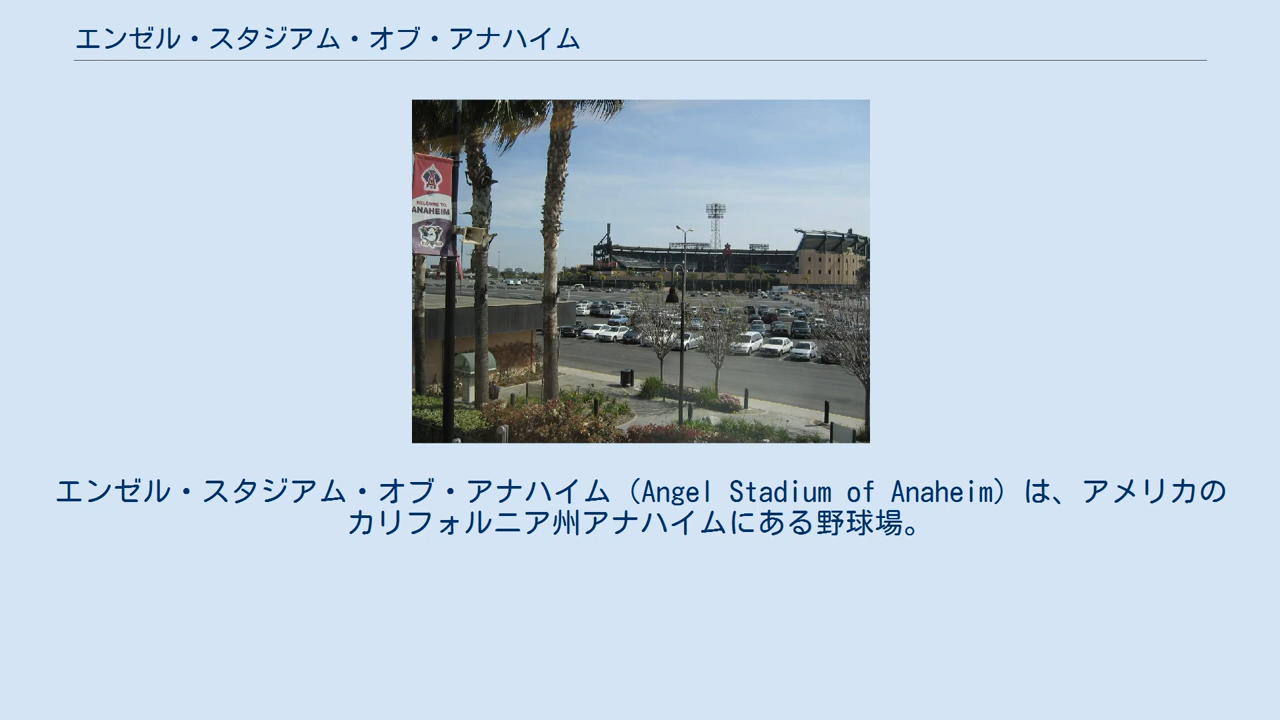 エンゼル・スタジアム・オブ・アナハイム
WELCOME TO:
ANAHEIM
エンゼル・スタジアム・オブ・アナハイム（Angel Stadium of Anaheim）は、アメリカの
カリフォルニア州アナハイムにある野球場。